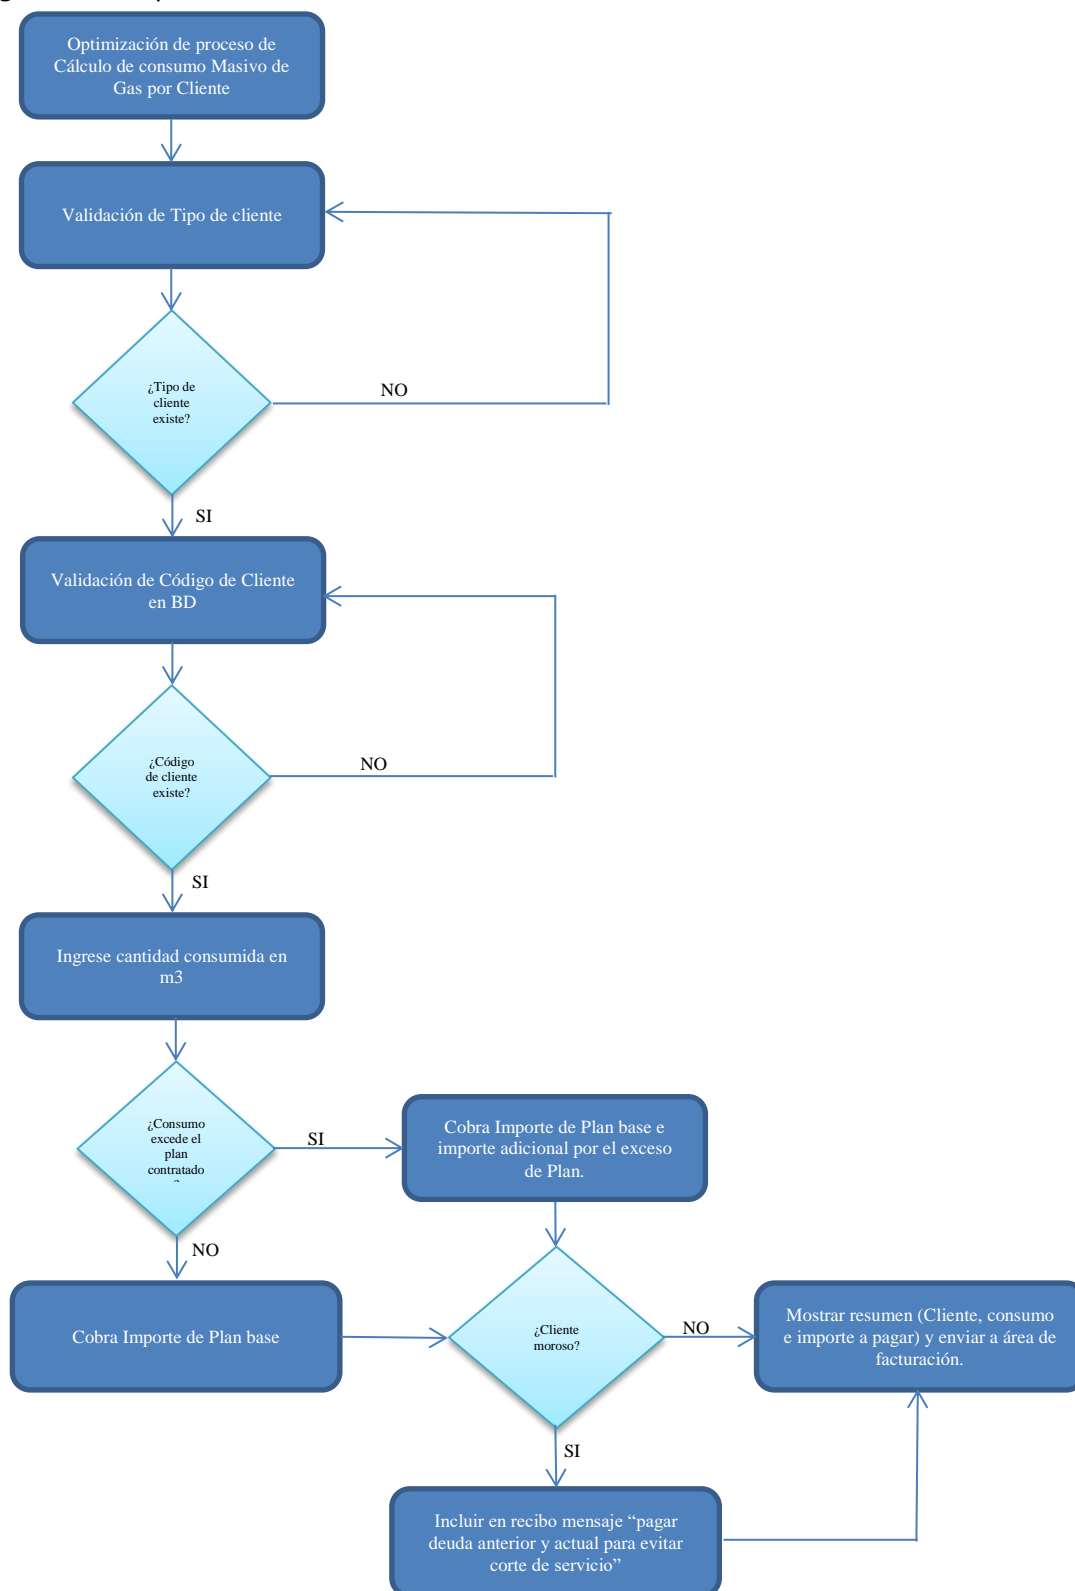 Optimización de proceso de
Cálculo de consumo Masivo de
Gas por Cliente
Validación de Tipo de cliente
¿Tipo de
cliente
existe?
NO
SI
Validación de Código de Cliente
en BD
¿Código
de cliente
existe?
NO
SI
Ingrese cantidad consumida en
m3
¿Consumo
excede el
plan
contratado
?
SI
Cobra Importe de Plan base e
importe adicional por el exceso
de Plan.
NO
Cobra Importe de Plan base
¿Cliente
moroso?
NO
Mostrar resumen (Cliente, consumo
e importe a pagar) y enviar a área de
facturación.
SI
Incluir en recibo mensaje “pagar
deuda anterior y actual para evitar
corte de servicio”